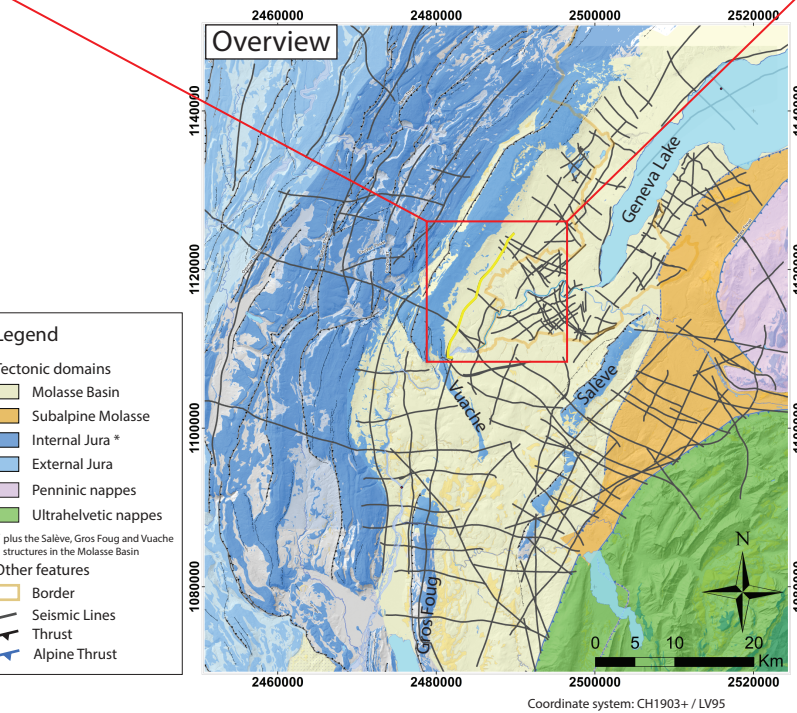 2460000 2480000 2500000 2520000
Overview
1140000
1120000
1100000
1080000
Geneva Lake
Vuache
Salève
Gros Foug
N
0 5 10 20
Km
2460000 2480000 2500000 2520000
Coordinate system: CH1903+ / LV95
Legend
ectonic domains
Molasse Basin
Subalpine Molasse
Internal Jura *
External Jura
Penninic nappes
Ultrahelvetic nappes
plus the Salève, Gros Foug and Vuache
structures in the Molasse Basin
Other features
Border
Seismic Lines
Thrust
Alpine Thrust